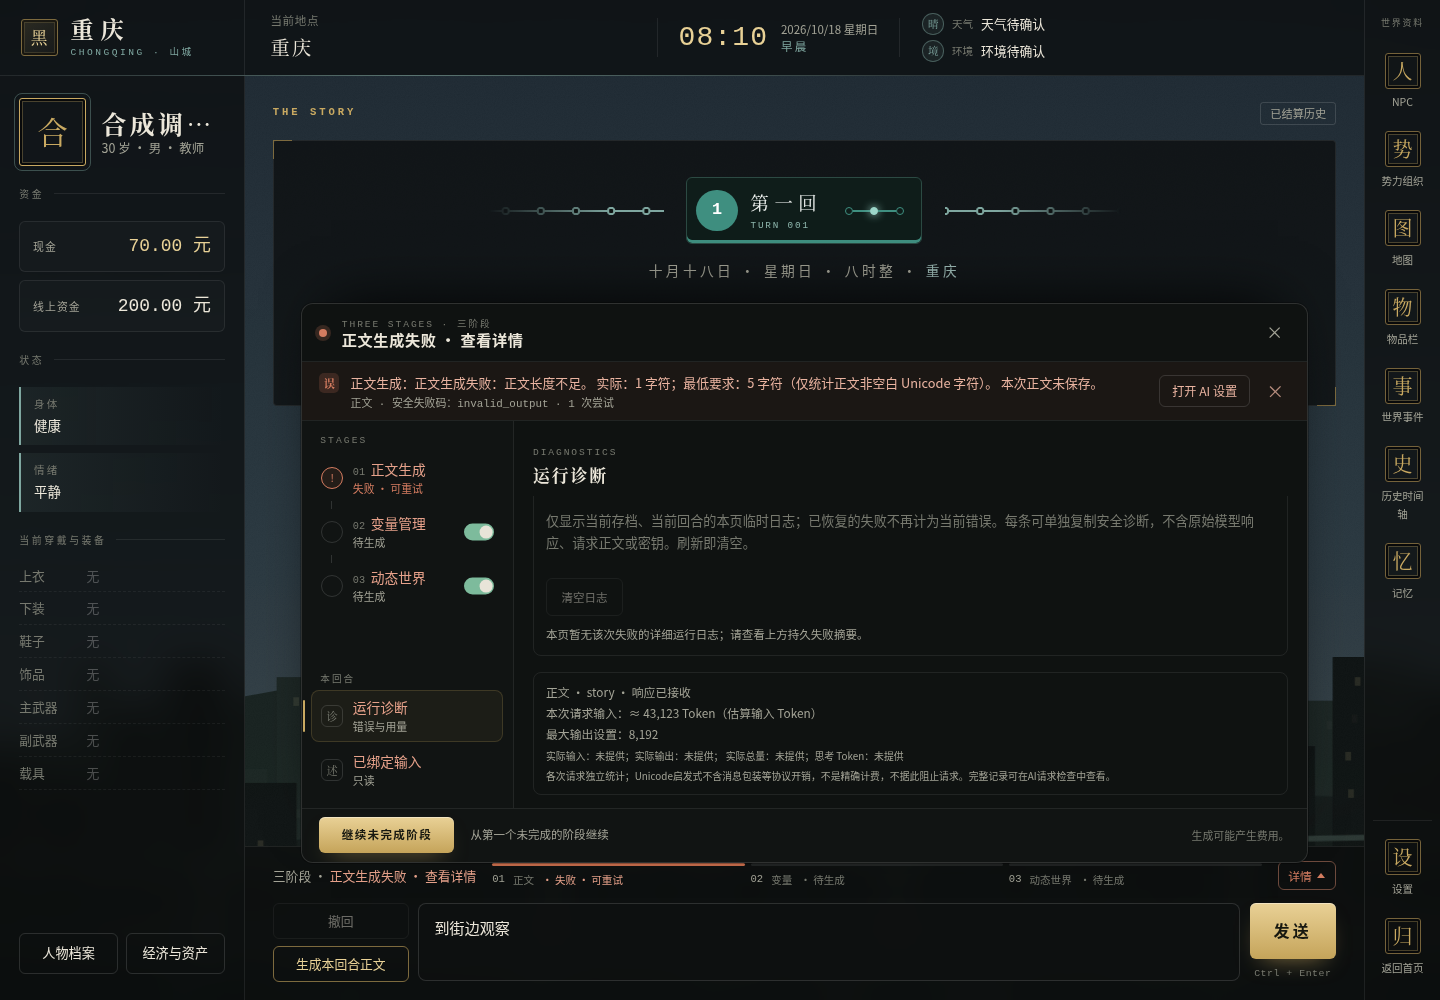 黑
重庆
CHONGQING · 山城
当前地点
重庆
08:10
2026/10/18 星期日
早晨
晴 天气 天气待确认
境 环境 环境待确认
世界资料
人
NPC
势
势力组织
图
地图
物
物品栏
事
世界事件
史
历史时间
轴
忆
记忆
设
设置
归
返回首页
合
合成调…
30 岁 · 男 · 教师
资金
现金 70.00 元
线上资金 200.00 元
状态
身体
健康
情绪
平静
当前穿戴与装备
上衣 无
下装 无
鞋子 无
饰品 无
主武器 无
副武器 无
载具 无
人物档案 经济与资产
THE STORY
已结算历史
1 第一回
TURN 001
十月十八日 · 星期日 · 八时整 · 重庆
THREE STAGES · 三阶段
正文生成失败 · 查看详情
误 正文生成：正文生成失败：正文长度不足。 实际：1 字符；最低要求：5 字符（仅统计正文非空白 Unicode 字符）。 本次正文未保存。
正文 · 安全失败码：invalid_output · 1 次尝试
打开 AI 设置
STAGES
! 01 正文生成
失败 · 可重试
02 变量管理
待生成
03 动态世界
待生成
本回合
诊 运行诊断
错误与用量
述 已绑定输入
只读
DIAGNOSTICS
运行诊断
仅显示当前存档、当前回合的本页临时日志；已恢复的失败不再计为当前错误。每条可单独复制安全诊断，不含原始模型响
应、请求正文或密钥。刷新即清空。
清空日志
本页暂无该次失败的详细运行日志；请查看上方持久失败摘要。
正文 · story · 响应已接收
本次请求输入：≈ 43,123 Token（估算输入 Token）
最大输出设置：8,192
实际输入：未提供；实际输出：未提供； 实际总量：未提供；思考 Token：未提供
各次请求独立统计；Unicode启发式不含消息包装等协议开销，不是精确计费，不据此阻止请求。完整记录可在AI请求检查中查看。
继续未完成阶段 从第一个未完成的阶段继续 生成可能产生费用。
三阶段 · 正文生成失败 · 查看详情
01 正文 · 失败 · 可重试
02 变量 · 待生成
03 动态世界 · 待生成
详情
撤回
生成本回合正文
到街边观察
发送
Ctrl + Enter